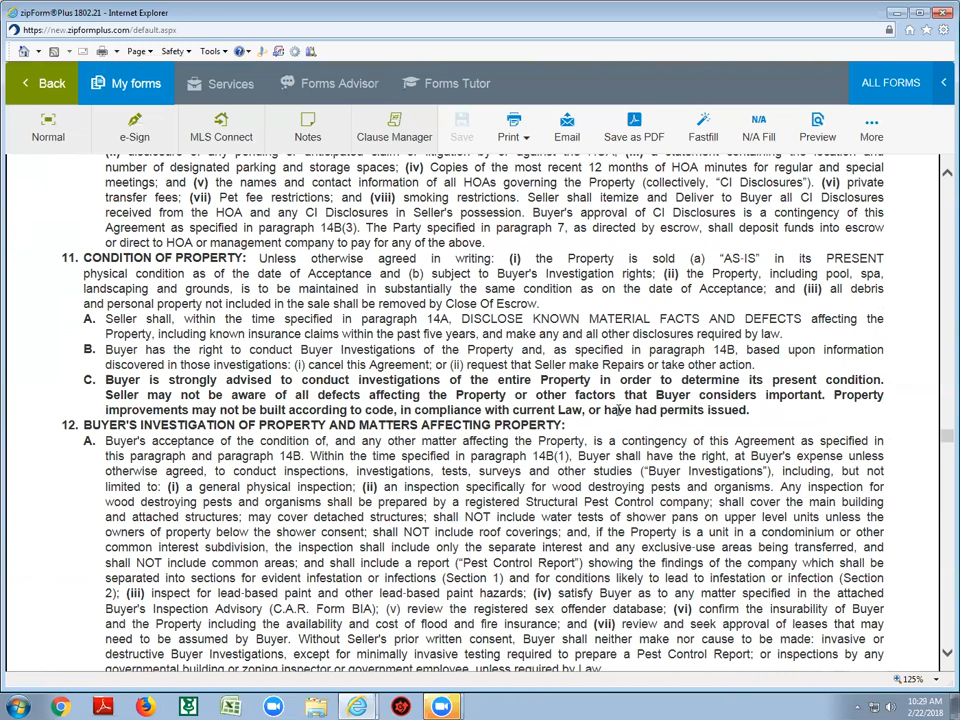 zipForm®Plus 1802.21 - Internet Explorer
https://new.zipformplus.com/default.aspx
Page Safety Tools
Back My forms Services Forms Advisor Forms Tutor ALL FORMS
N/A
Normal e-Sign MLS Connect Notes Clause Manager Save Print Email Save as PDF Fastfill N/A Fill Preview More
disclosure of any pending or anticipated claim or litigation by or against the HOA; (iii) a statement containing the location and
number of designated parking and storage spaces; (iv) Copies of the most recent 12 months of HOA minutes for regular and special
meetings; and (v) the names and contact information of all HOAs governing the Property (collectively, “CI Disclosures”). (vi) private
transfer fees; (vii) Pet fee restrictions; and (viii) smoking restrictions. Seller shall itemize and Deliver to Buyer all CI Disclosures
received from the HOA and any CI Disclosures in Seller's possession. Buyer's approval of CI Disclosures is a contingency of this
Agreement as specified in paragraph 14B(3). The Party specified in paragraph 7, as directed by escrow, shall deposit funds into escrow
or direct to HOA or management company to pay for any of the above.
11. CONDITION OF PROPERTY: Unless otherwise agreed in writing: (i) the Property is sold (a) “AS-IS” in its PRESENT
physical condition as of the date of Acceptance and (b) subject to Buyer's Investigation rights; (ii) the Property, including pool, spa,
landscaping and grounds, is to be maintained in substantially the same condition as on the date of Acceptance; and (iii) all debris
and personal property not included in the sale shall be removed by Close Of Escrow.
A. Seller shall, within the time specified in paragraph 14A, DISCLOSE KNOWN MATERIAL FACTS AND DEFECTS affecting the
Property, including known insurance claims within the past five years, and make any and all other disclosures required by law.
B. Buyer has the right to conduct Buyer Investigations of the Property and, as specified in paragraph 14B, based upon information
discovered in those investigations: (i) cancel this Agreement; or (ii) request that Seller make Repairs or take other action.
C. Buyer is strongly advised to conduct investigations of the entire Property in order to determine its present condition.
Seller may not be aware of all defects affecting the Property or other factors that Buyer considers important. Property
improvements may not be built according to code, in compliance with current Law, or have had permits issued.
12. BUYER'S INVESTIGATION OF PROPERTY AND MATTERS AFFECTING PROPERTY:
A. Buyer's acceptance of the condition of, and any other matter affecting the Property, is a contingency of this Agreement as specified in
this paragraph and paragraph 14B. Within the time specified in paragraph 14B(1), Buyer shall have the right, at Buyer's expense unless
otherwise agreed, to conduct inspections, investigations, tests, surveys and other studies (“Buyer Investigations”), including, but not
limited to: (i) a general physical inspection; (ii) an inspection specifically for wood destroying pests and organisms. Any inspection for
wood destroying pests and organisms shall be prepared by a registered Structural Pest Control company; shall cover the main building
and attached structures; may cover detached structures; shall NOT include water tests of shower pans on upper level units unless the
owners of property below the shower consent; shall NOT include roof coverings; and, if the Property is a unit in a condominium or other
common interest subdivision, the inspection shall include only the separate interest and any exclusive-use areas being transferred, and
shall NOT include common areas; and shall include a report (“Pest Control Report”) showing the findings of the company which shall be
separated into sections for evident infestation or infections (Section 1) and for conditions likely to lead to infestation or infection (Section
2); (iii) inspect for lead-based paint and other lead-based paint hazards; (iv) satisfy Buyer as to any matter specified in the attached
Buyer's Inspection Advisory (C.A.R. Form BIA); (v) review the registered sex offender database; (vi) confirm the insurability of Buyer
and the Property including the availability and cost of flood and fire insurance; and (vii) review and seek approval of leases that may
need to be assumed by Buyer. Without Seller's prior written consent, Buyer shall neither make nor cause to be made: invasive or
destructive Buyer Investigations, except for minimally invasive testing required to prepare a Pest Control Report; or inspections by any
governmental building or zoning inspector or government employee, unless required by Law.
125%
10:29 AM
2/22/2018